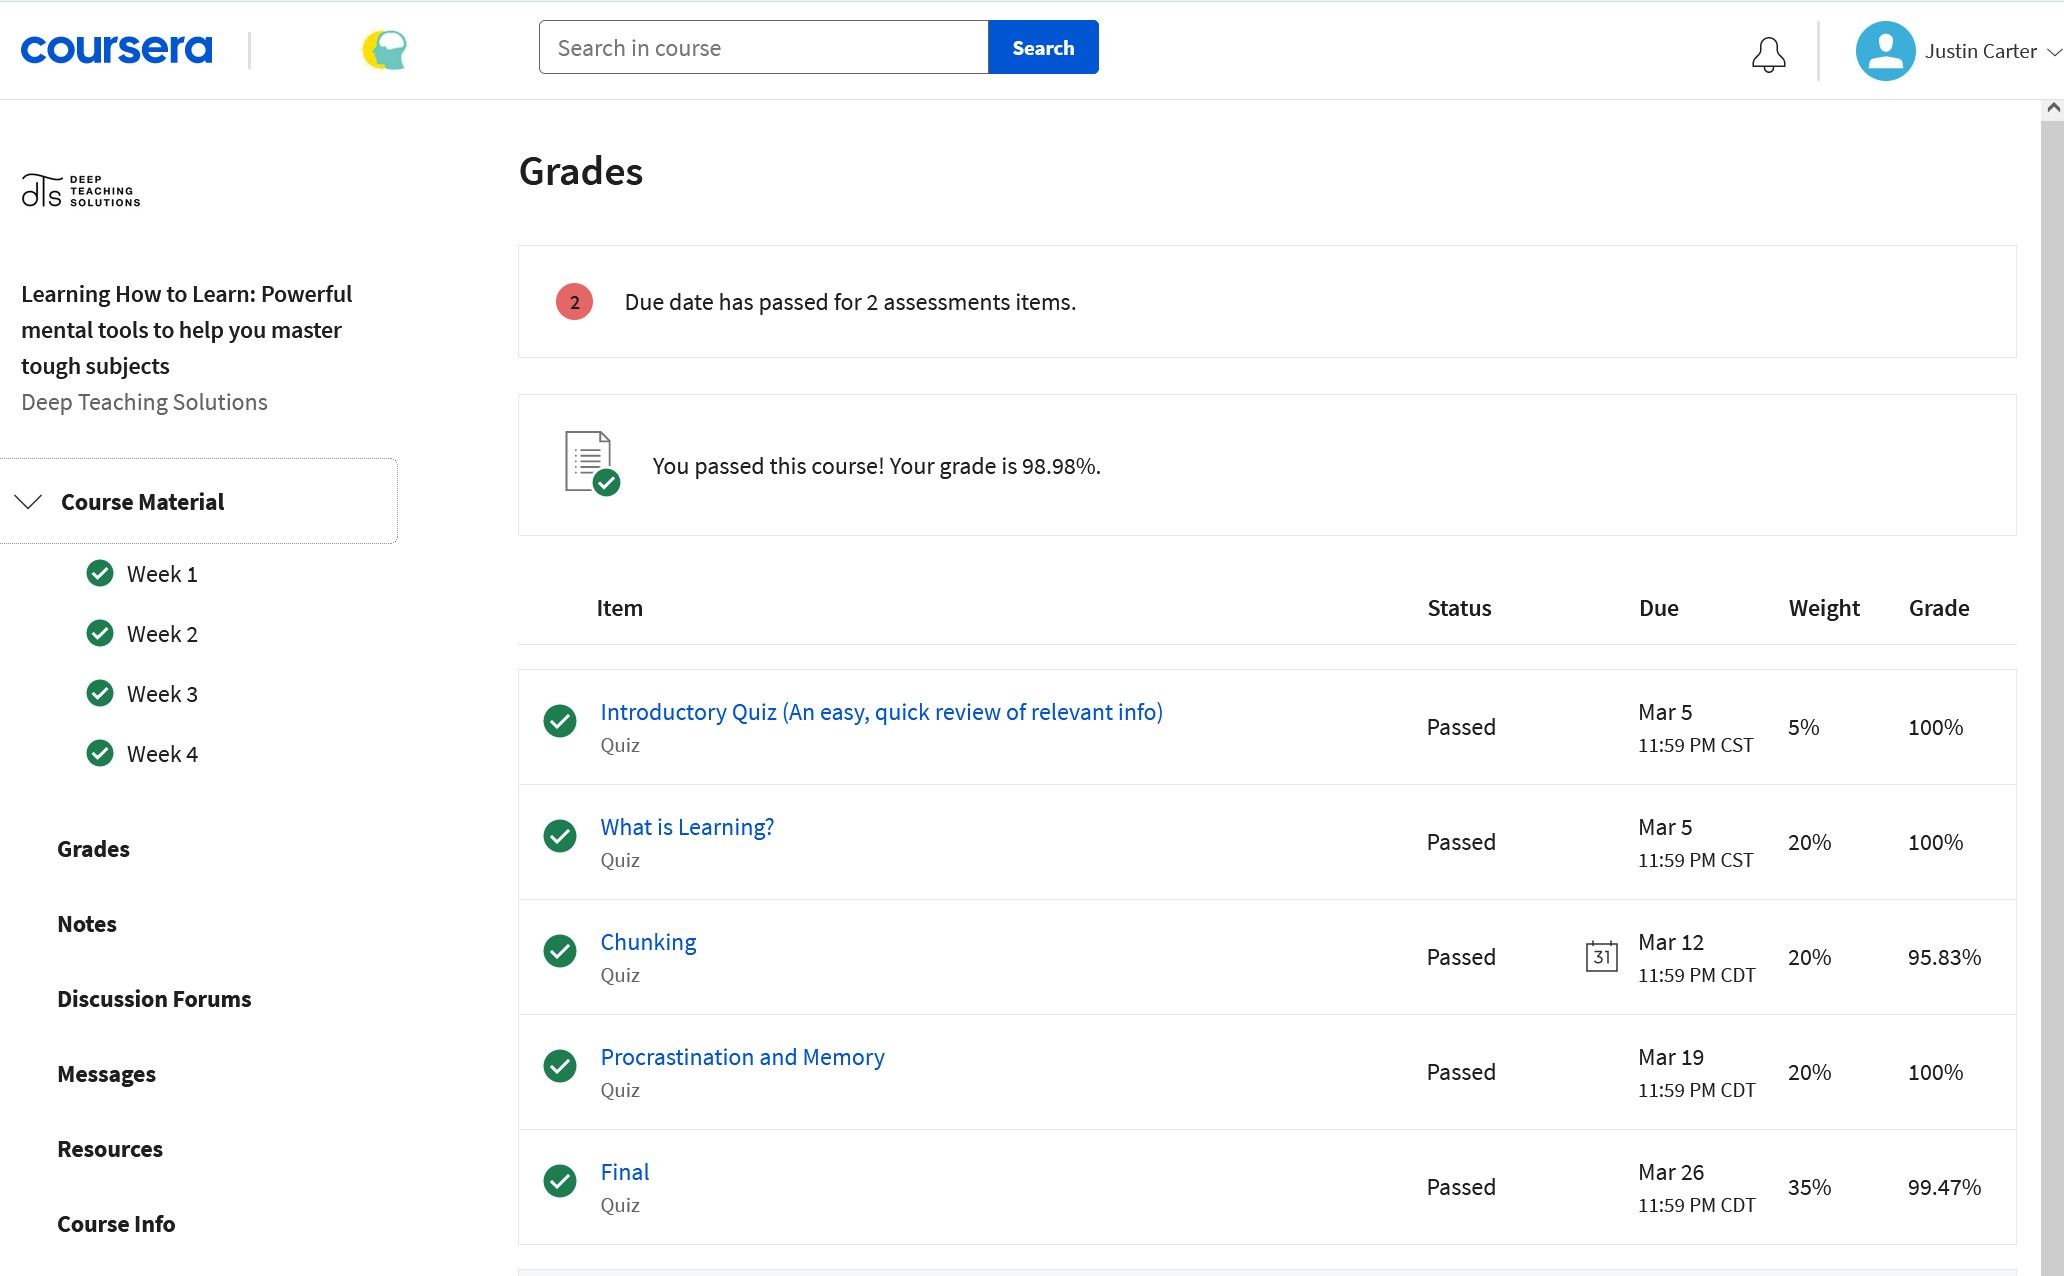 coursera
Search in course
Search
Justin Carter
dTs DEEP
TEACHING
SOLUTIONS
Learning How to Learn: Powerful
mental tools to help you master
tough subjects
Deep Teaching Solutions
Course Material
Week 1
Week 2
Week 3
Week 4
Grades
Notes
Discussion Forums
Messages
Resources
Course Info
Grades
2 Due date has passed for 2 assessments items.
You passed this course! Your grade is 98.98%.
Item Status Due Weight Grade
Introductory Quiz (An easy, quick review of relevant info)
Quiz
Passed
Mar 5
11:59 PM CST
5%
100%
What is Learning?
Quiz
Passed
Mar 5
11:59 PM CST
20%
100%
Chunking
Quiz
Passed
31
Mar 12
11:59 PM CDT
20%
95.83%
Procrastination and Memory
Quiz
Passed
Mar 19
11:59 PM CDT
20%
100%
Final
Quiz
Passed
Mar 26
11:59 PM CDT
35%
99.47%